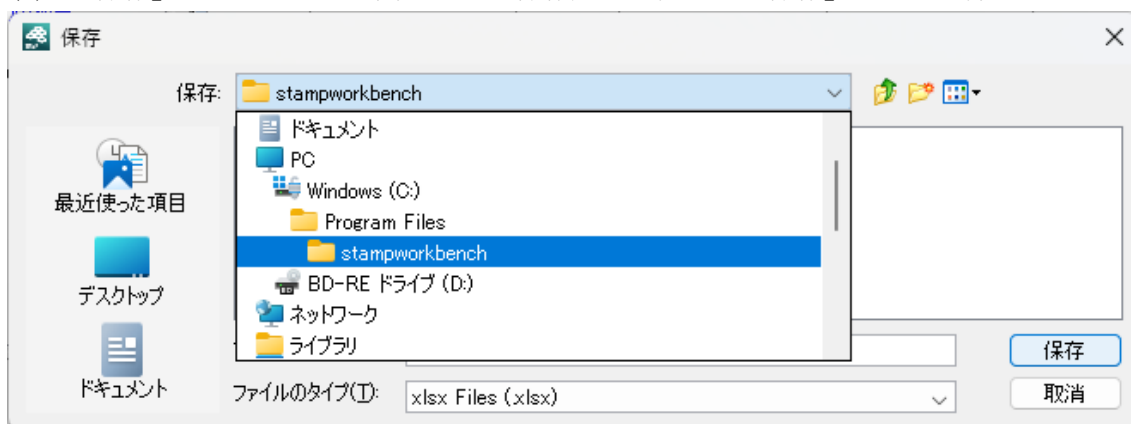 保存
保存:
stampworkbench
ドキュメント
PC
Windows (C:)
Program Files
stampworkbench
BD-RE ドライブ (D:)
ネットワーク
ライブラリ
最近使った項目
デスクトップ
ドキュメント
保存
ファイルのタイプ(T):
xlsx Files (.xlsx)
取消